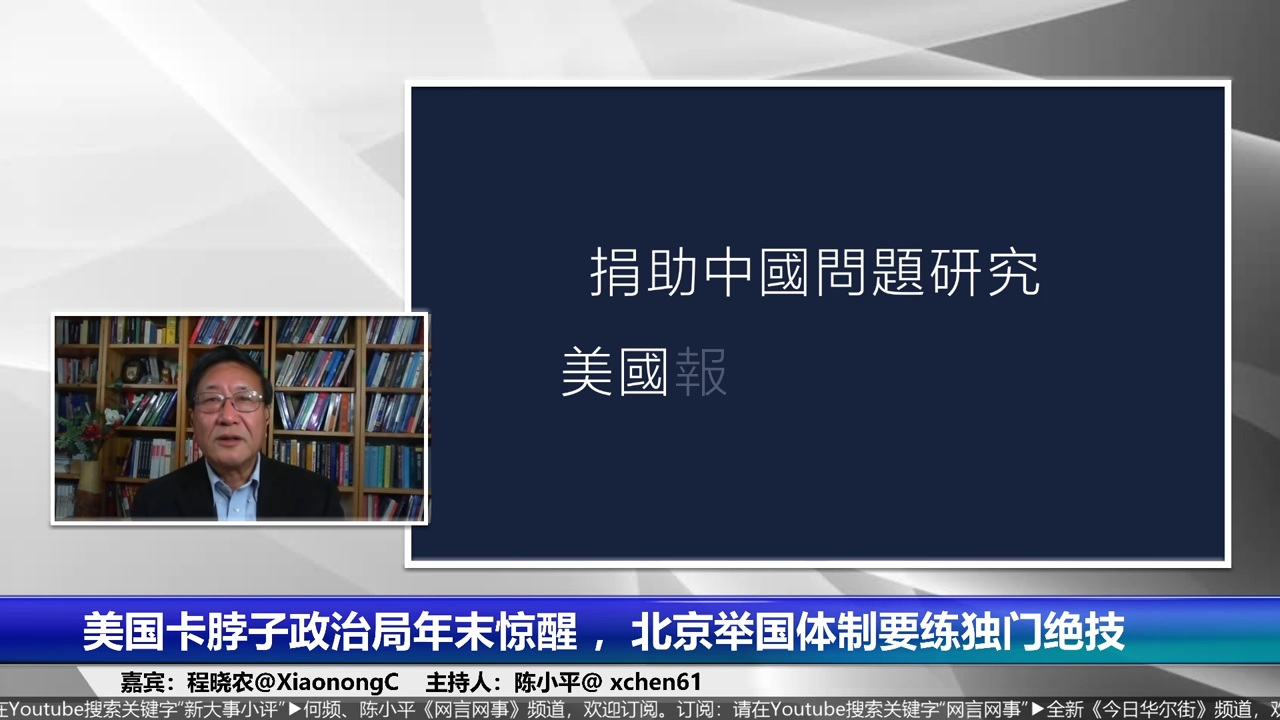 捐助中國問題研究
美國報
美国卡脖子政治局年末惊醒，北京举国体制要练独门绝技
嘉宾：程晓农@XiaonongC 主持人：陈小平@ xchen61
在Youtube搜索关键字“新大事小评”▶何频、陈小平《网言网事》频道，欢迎订阅。订阅：请在Youtube搜索关键字“网言网事”▶全新《今日华尔街》频道，欢